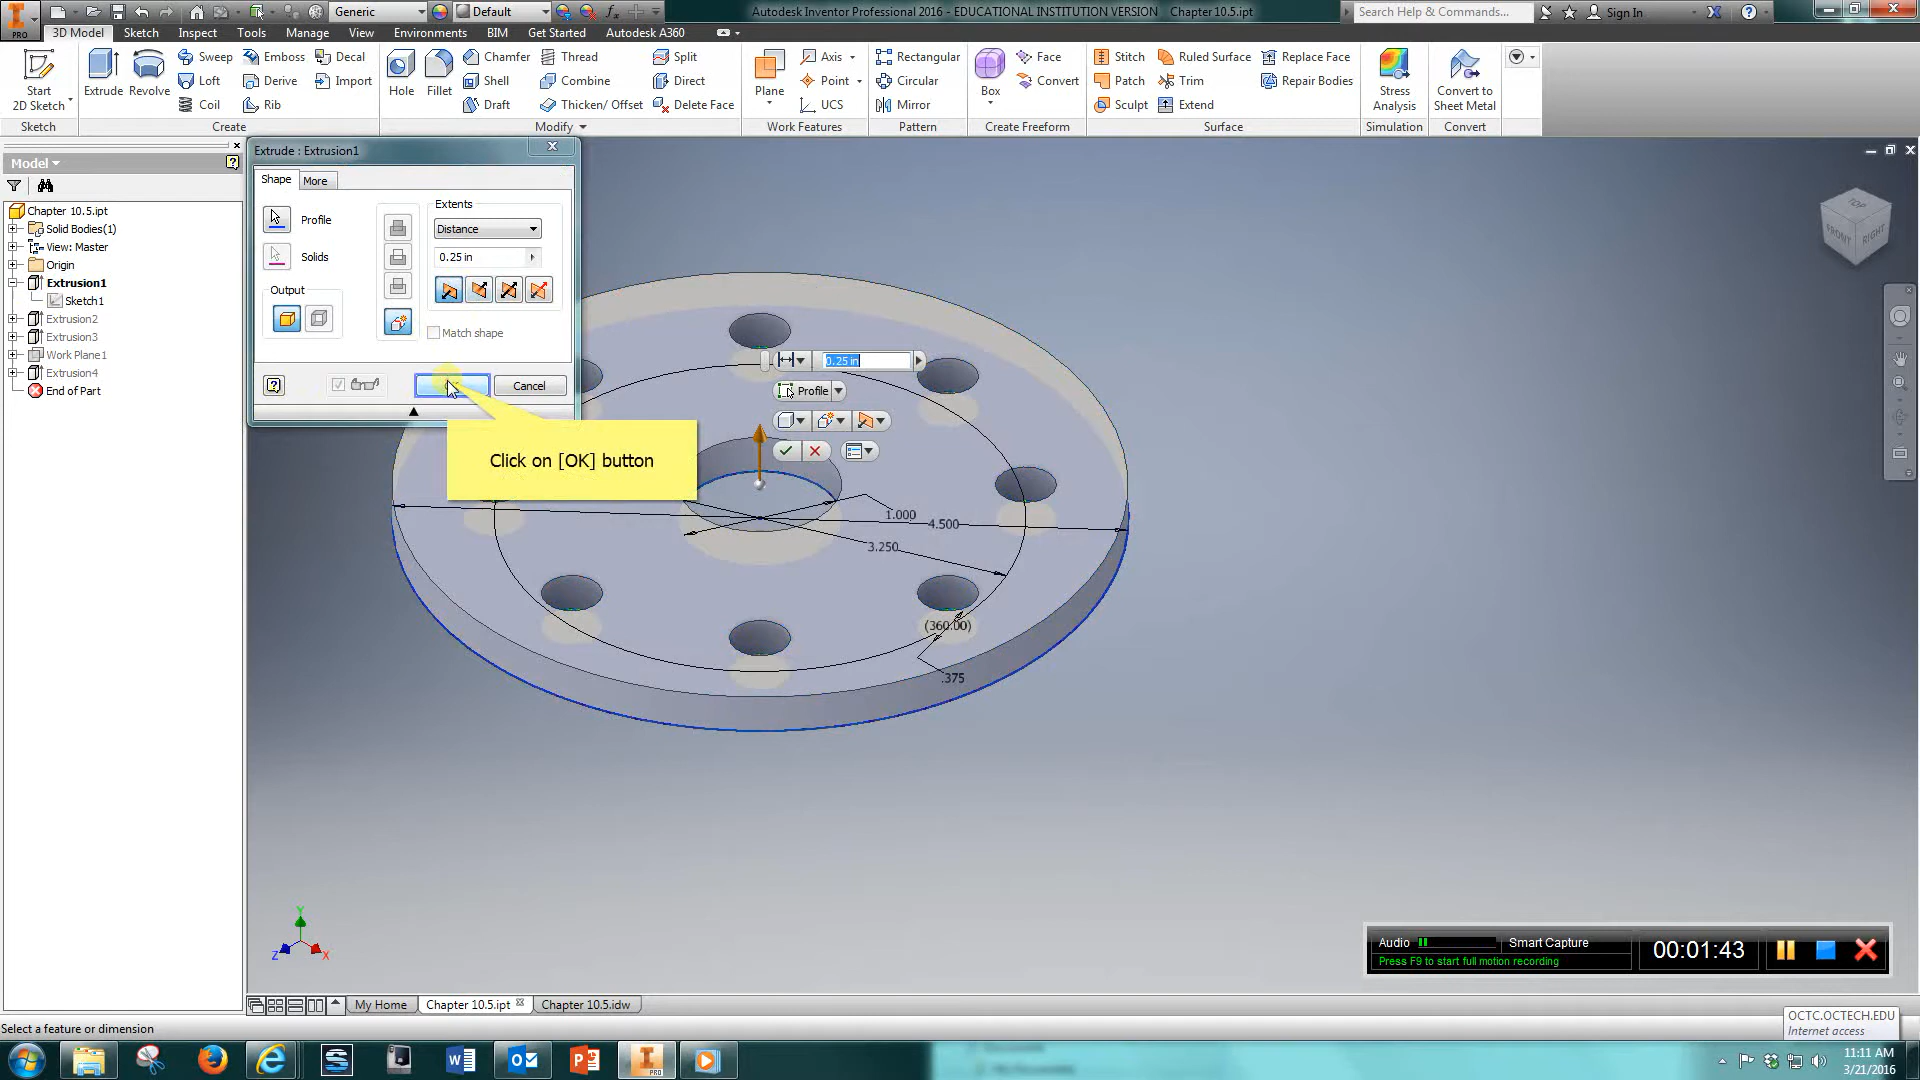 Generic
Default
Autodesk Inventor Professional 2016 - EDUCATIONAL INSTITUTION VERSION Chapter 10.5.ipt
Search Help & Commands...
Sign In
PRO
3D Model
Sketch
Inspect
Tools
Manage
View
Environments
BIM
Get Started
Autodesk A360
Start
2D Sketch
Extrude
Revolve
Sweep
Loft
Coil
Emboss
Derive
Rib
Decal
Import
Hole
Fillet
Chamfer
Shell
Draft
Thread
Combine
Thicken/ Offset
Split
Direct
Delete Face
Plane
Axis
Point
UCS
Rectangular
Circular
Mirror
Box
Face
Convert
Stitch
Patch
Sculpt
Ruled Surface
Trim
Extend
Replace Face
Repair Bodies
Stress
Analysis
Convert to
Sheet Metal
Sketch
Create
Modify
Work Features
Pattern
Create Freeform
Surface
Simulation
Convert
Model
Chapter 10.5.ipt
Solid Bodies(1)
View: Master
Origin
Extrusion1
Sketch1
Extrusion2
Extrusion3
Work Plane1
Extrusion4
End of Part
Extrude : Extrusion1
Shape
More
Profile
Solids
Output
Extents
Distance
0.25 in
Match shape
Cancel
Click on [OK] button
0.25 in
Profile
1.000
4.500
3.250
(360.00)
.375
TOP
FRONT
RIGHT
Y
Z
X
Audio
Smart Capture
Press F9 to start full motion recording
00:01:43
My Home
Chapter 10.5.ipt
Chapter 10.5.idw
Select a feature or dimension
OCTC.OCTECH.EDU
Internet access
PRO
11:11 AM
3/21/2016